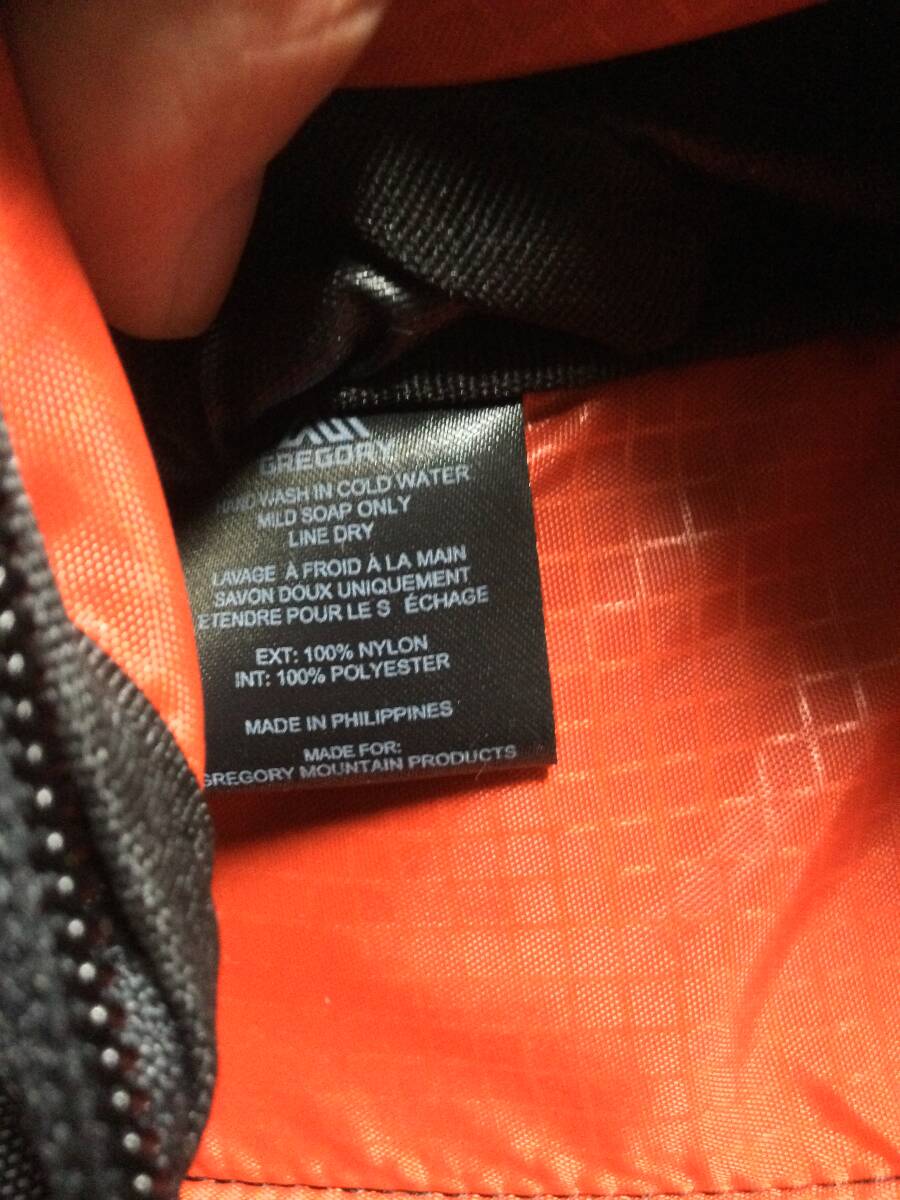 GREGORY
HAND WASH IN COLD WATER
MILD SOAP ONLY
LINE DRY
LAVAGE À FROID À LA MAIN
SAVON DOUX UNIQUEMENT
ETENDRE POUR LE S ÉCHAGE
EXT: 100% NYLON
INT: 100% POLYESTER
MADE IN PHILIPPINES
MADE FOR:
GREGORY MOUNTAIN PRODUCTS